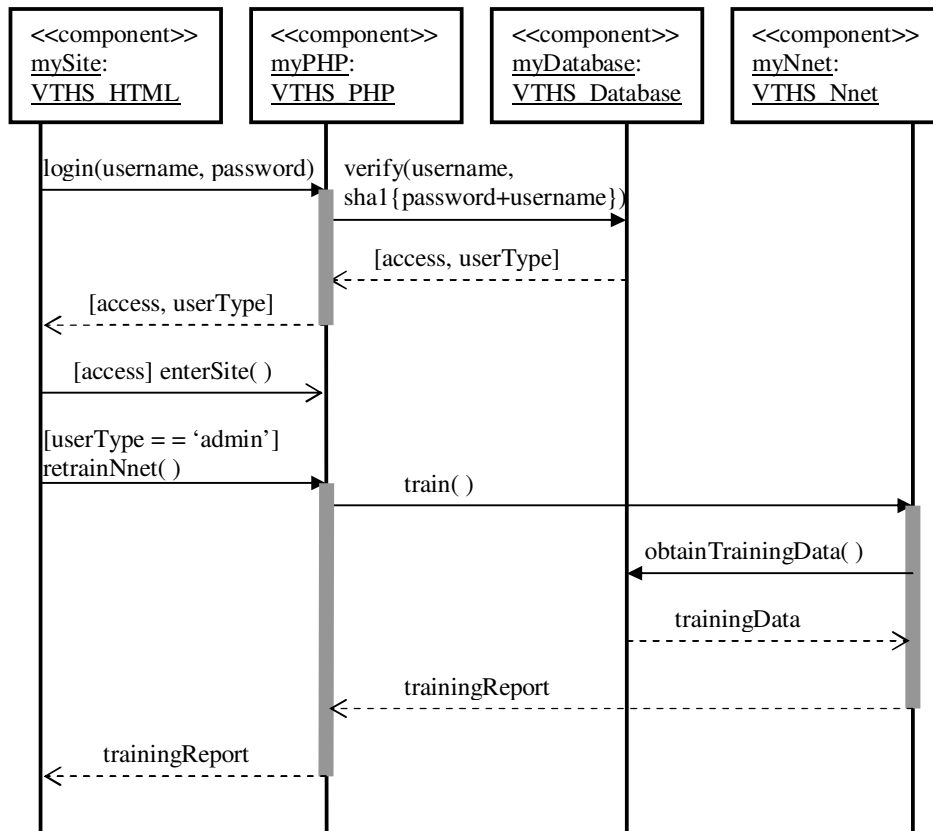 <<component>>
mySite:
VTHS_HTML
<<component>>
myPHP:
VTHS_PHP
<<component>>
myDatabase:
VTHS_Database
<<component>>
myNnet:
VTHS_Nnet
login(username, password)
verify(username,
sha1{password+username})
[access, userType]
[access, userType]
[access] enterSite( )
[userType = = ‘admin’]
retrainNnet( )
train( )
obtainTrainingData( )
trainingData
trainingReport
trainingReport